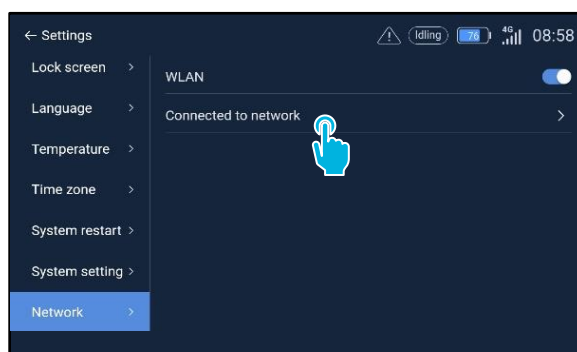 ← Settings
Idling 76 4G 08:58
Lock screen >
WLAN
Language >
Connected to network >
Temperature >
Time zone >
System restart >
System setting >
Network >